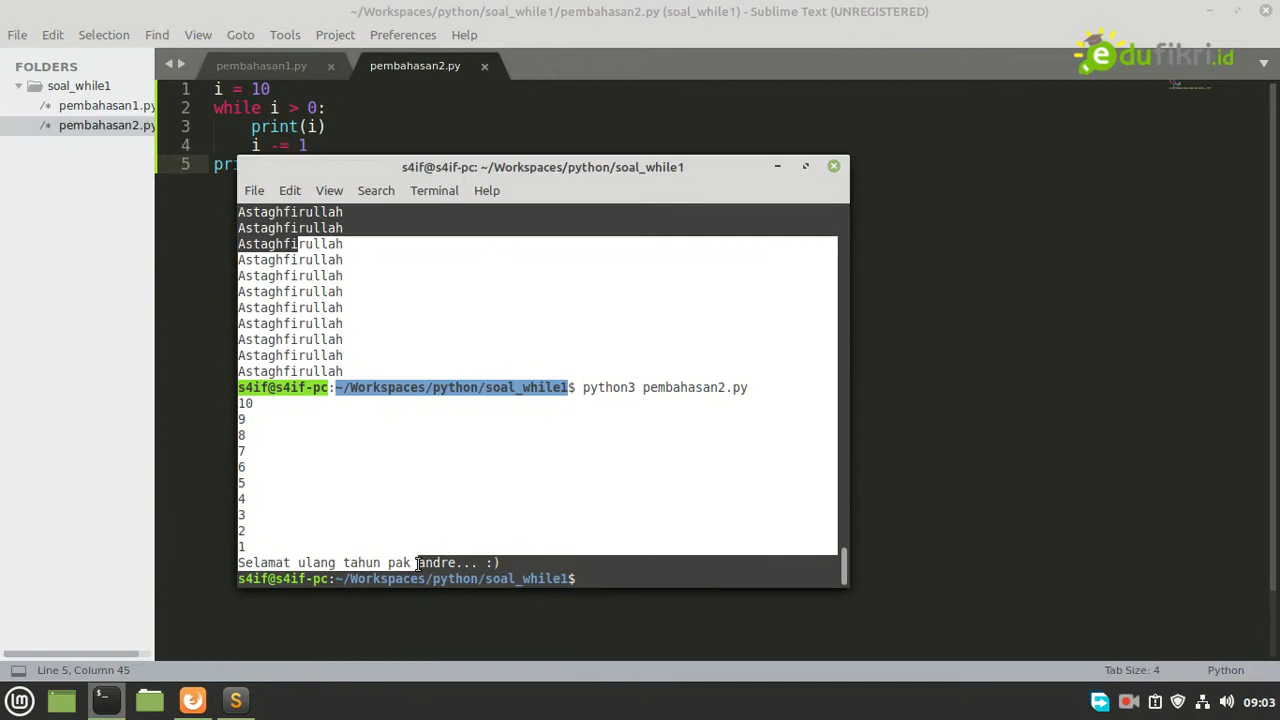 ~/Workspaces/python/soal_while1/pembahasan2.py (soal_while1) - Sublime Text (UNREGISTERED)
File Edit Selection Find View Goto Tools Project Preferences Help
edufikri.id
FOLDERS
soal_while1
/* pembahasan1.py
/* pembahasan2.py
pembahasan1.py ×
pembahasan2.py ×
1 i = 10
2 while i > 0:
3 print(i)
4 i -= 1
5 pri
s4if@s4if-pc: ~/Workspaces/python/soal_while1
File Edit View Search Terminal Help
Astaghfirullah
Astaghfirullah
Astaghfirullah
Astaghfirullah
Astaghfirullah
Astaghfirullah
Astaghfirullah
Astaghfirullah
Astaghfirullah
Astaghfirullah
Astaghfirullah
s4if@s4if-pc:~/Workspaces/python/soal_while1$ python3 pembahasan2.py
10
9
8
7
6
5
4
3
2
1
Selamat ulang tahun pak andre... :)
s4if@s4if-pc:~/Workspaces/python/soal_while1$
Line 5, Column 45
Tab Size: 4
Python
09:03